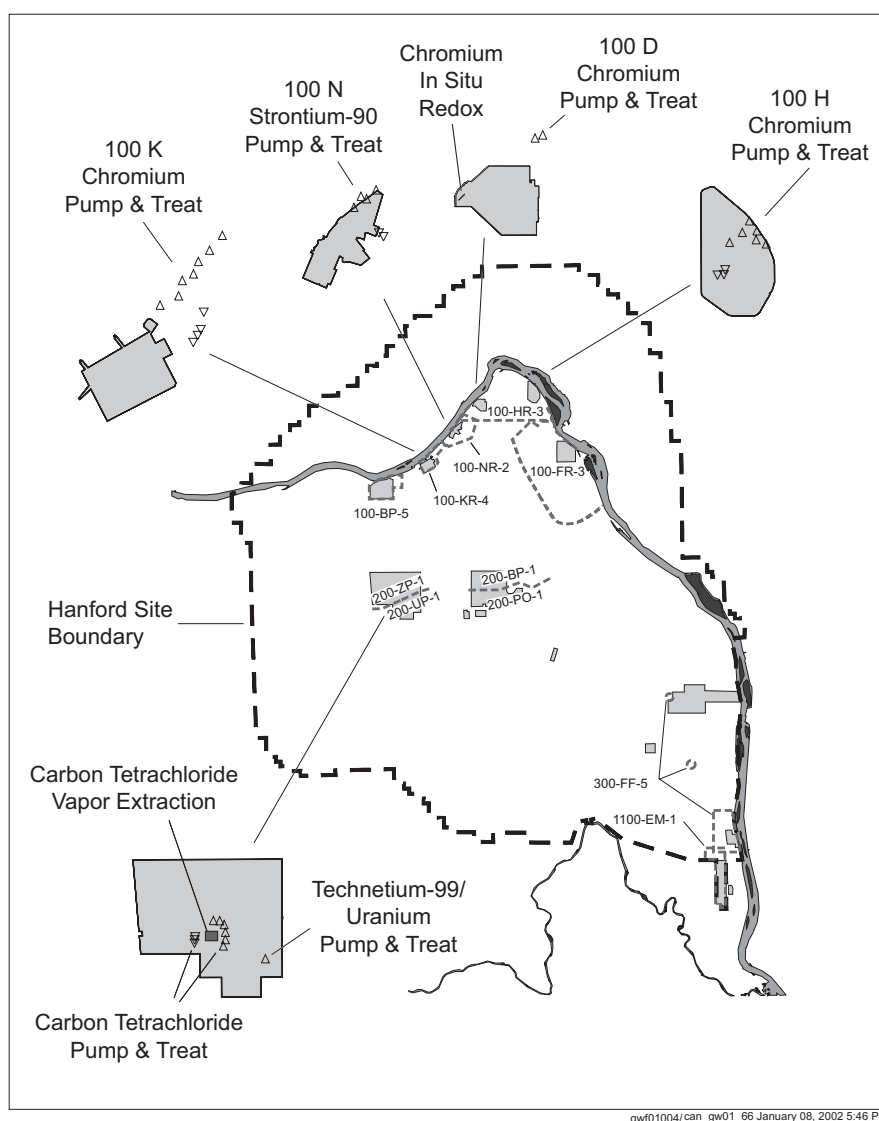 Chromium
In Situ
Redox
100 D
Chromium
Pump & Treat
100 N
Strontium-90
Pump & Treat
100 H
Chromium
Pump & Treat
100 K
Chromium
Pump & Treat
100-HR-3
100-NR-2
100-FR-3
100-KR-4
100-BP-5
200-ZP-1
200-UP-1
200-BP-1
200-PO-1
Hanford Site
Boundary
300-FF-5
1100-EM-1
Carbon Tetrachloride
Vapor Extraction
Technetium-99/
Uranium
Pump & Treat
Carbon Tetrachloride
Pump & Treat
gwf01004/can_gw01_66 January 08, 2002 5:46 P